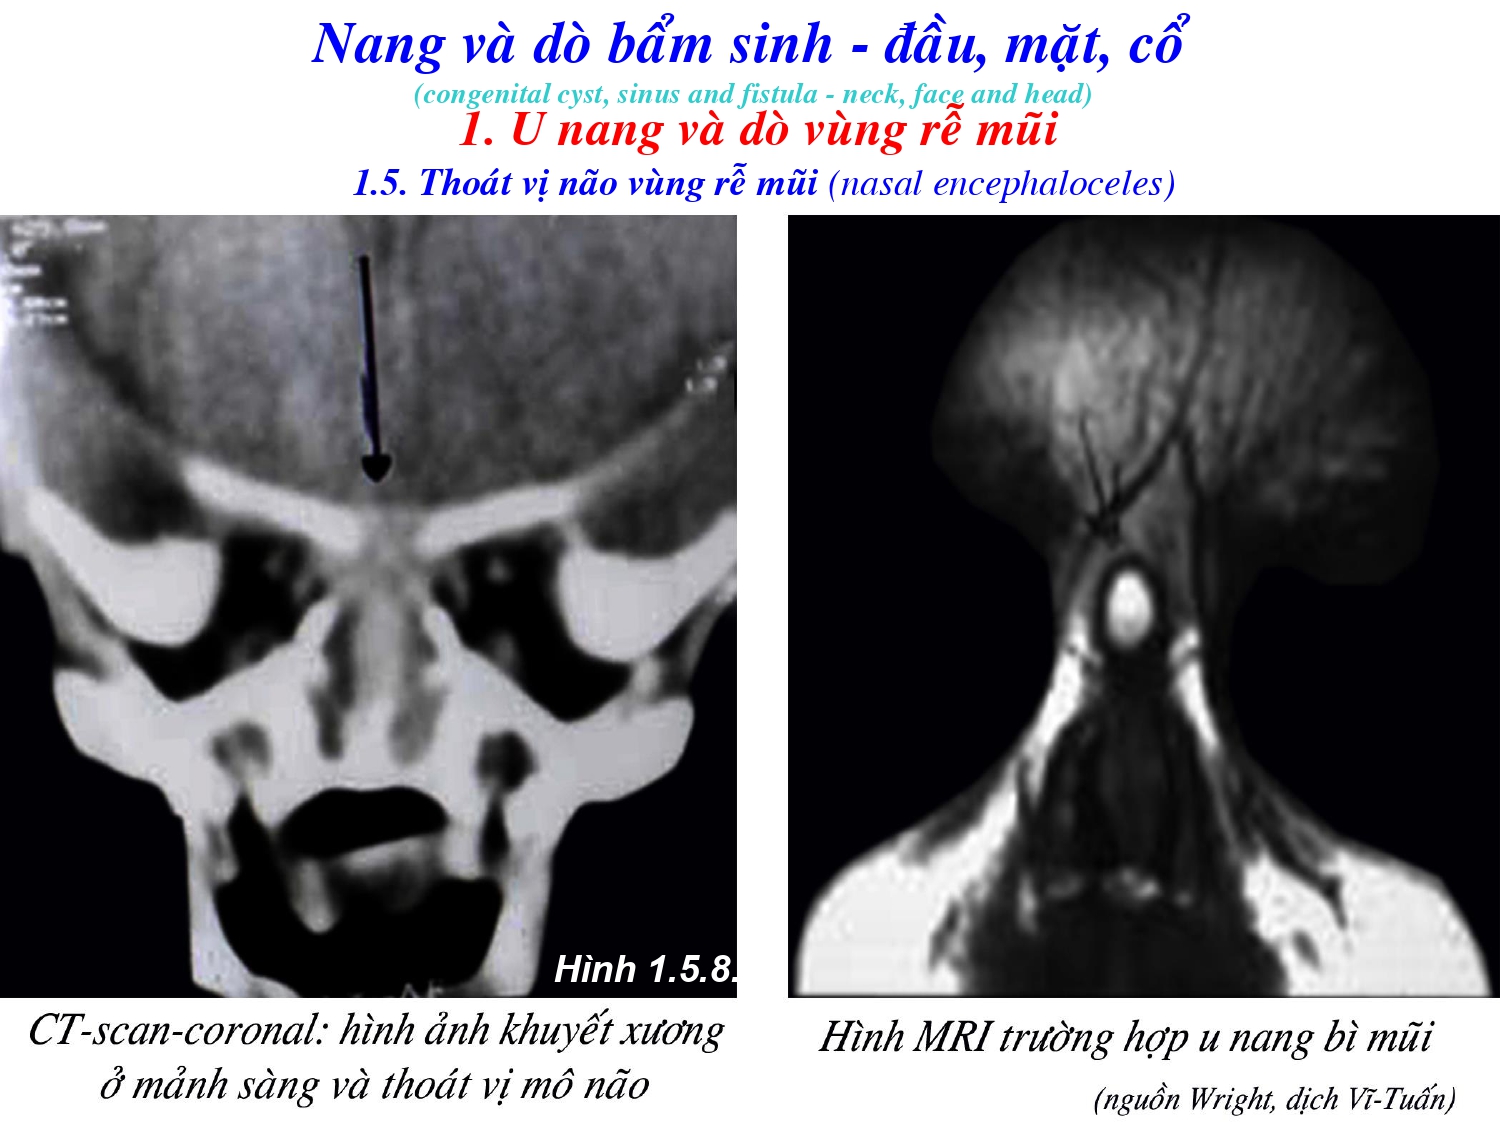 Nang và dò bẩm sinh - đầu, mặt, cổ
(congenital cyst, sinus and fistula - neck, face and head)
1. U nang và dò vùng rễ mũi
1.5. Thoát vị não vùng rễ mũi (nasal encephaloceles)
Hình 1.5.8.
CT-scan-coronal: hình ảnh khuyết xương
ở mảnh sàng và thoát vị mô não
Hình MRI trường hợp u nang bì mũi
(nguồn Wright, dịch Vĩ-Tuấn)